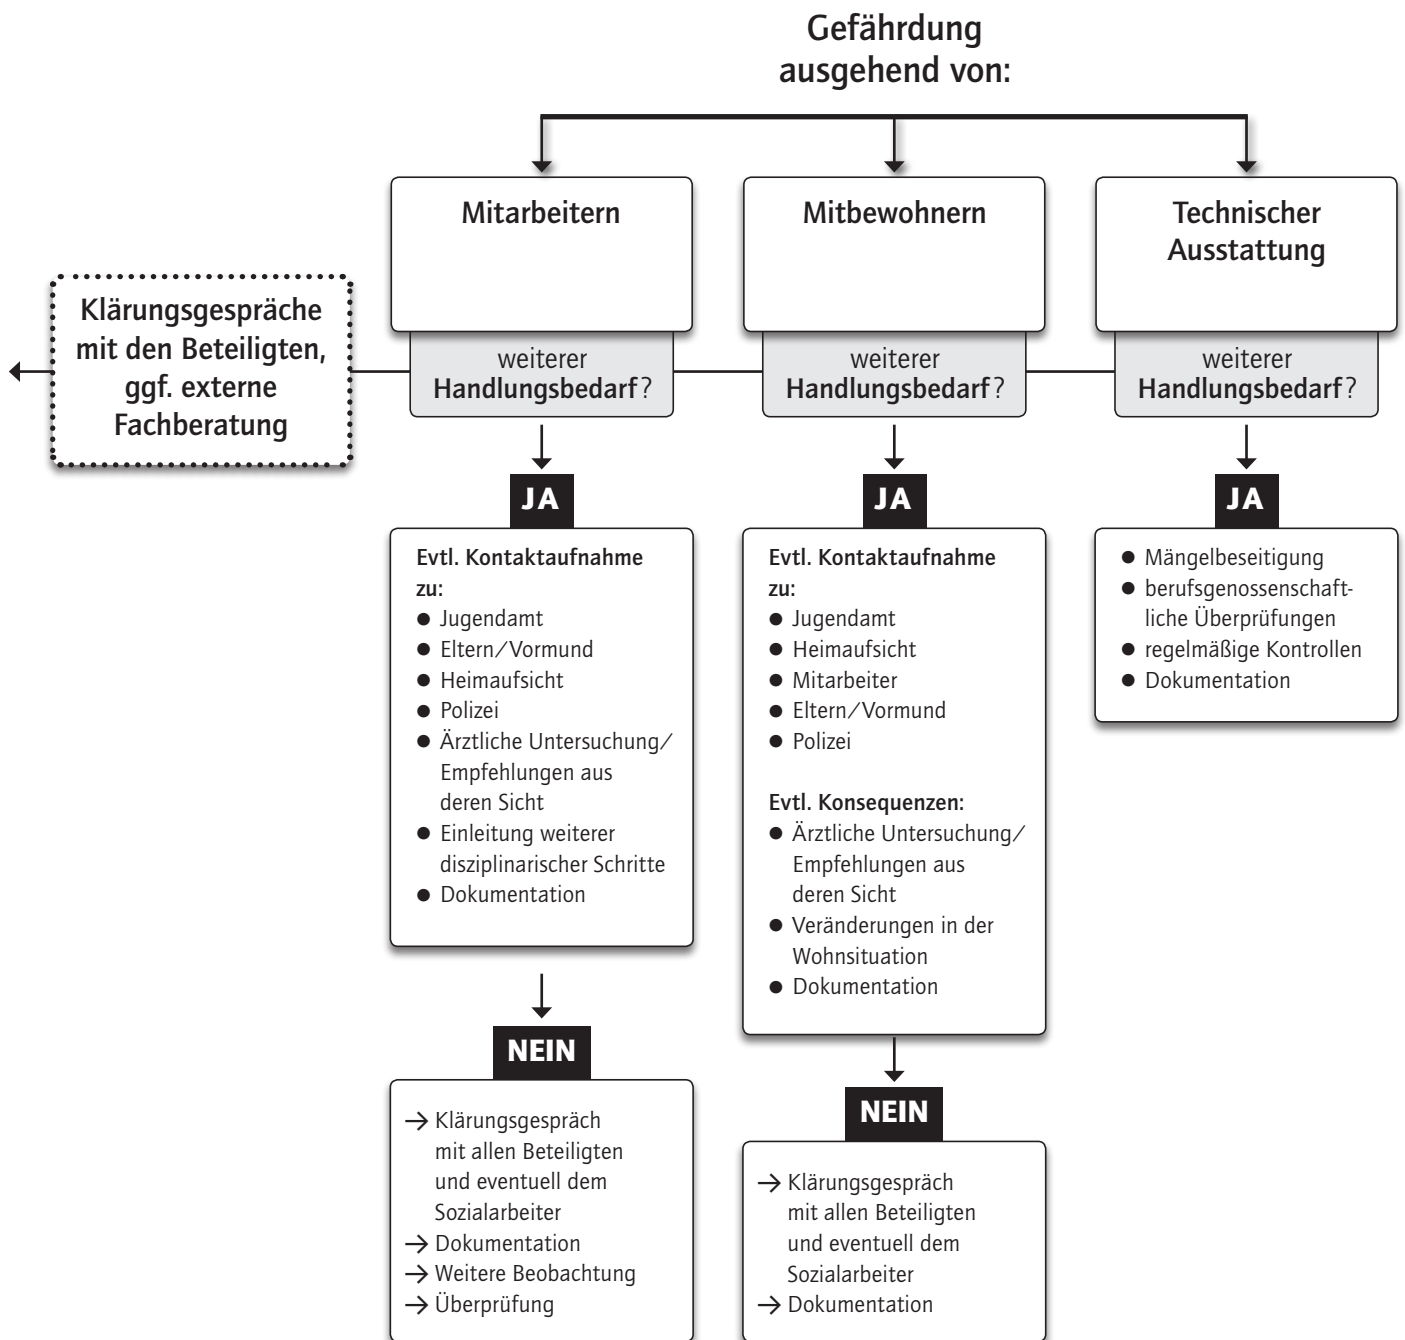 Gefährdung
ausgehend von:
Mitarbeitern
Mitbewohnern
Technischer
Ausstattung
Klärungsgespräche
mit den Beteiligten,
ggf. externe
Fachberatung
weiterer
Handlungsbedarf?
weiterer
Handlungsbedarf?
weiterer
Handlungsbedarf?
JA
Evtl. Kontaktaufnahme
zu:
● Jugendamt
● Eltern/Vormund
● Heimaufsicht
● Polizei
● Ärztliche Untersuchung/
Empfehlungen aus
deren Sicht
● Einleitung weiterer
disziplinarischer Schritte
● Dokumentation
NEIN
→ Klärungsgespräch
mit allen Beteiligten
und eventuell dem
Sozialarbeiter
→ Dokumentation
→ Weitere Beobachtung
→ Überprüfung
JA
Evtl. Kontaktaufnahme
zu:
● Jugendamt
● Heimaufsicht
● Mitarbeiter
● Eltern/Vormund
● Polizei
Evtl. Konsequenzen:
● Ärztliche Untersuchung/
Empfehlungen aus
deren Sicht
● Veränderungen in der
Wohnsituation
● Dokumentation
NEIN
→ Klärungsgespräch
mit allen Beteiligten
und eventuell dem
Sozialarbeiter
→ Dokumentation
JA
● Mängelbeseitigung
● berufsgenossenschaft-
liche Überprüfungen
● regelmäßige Kontrollen
● Dokumentation